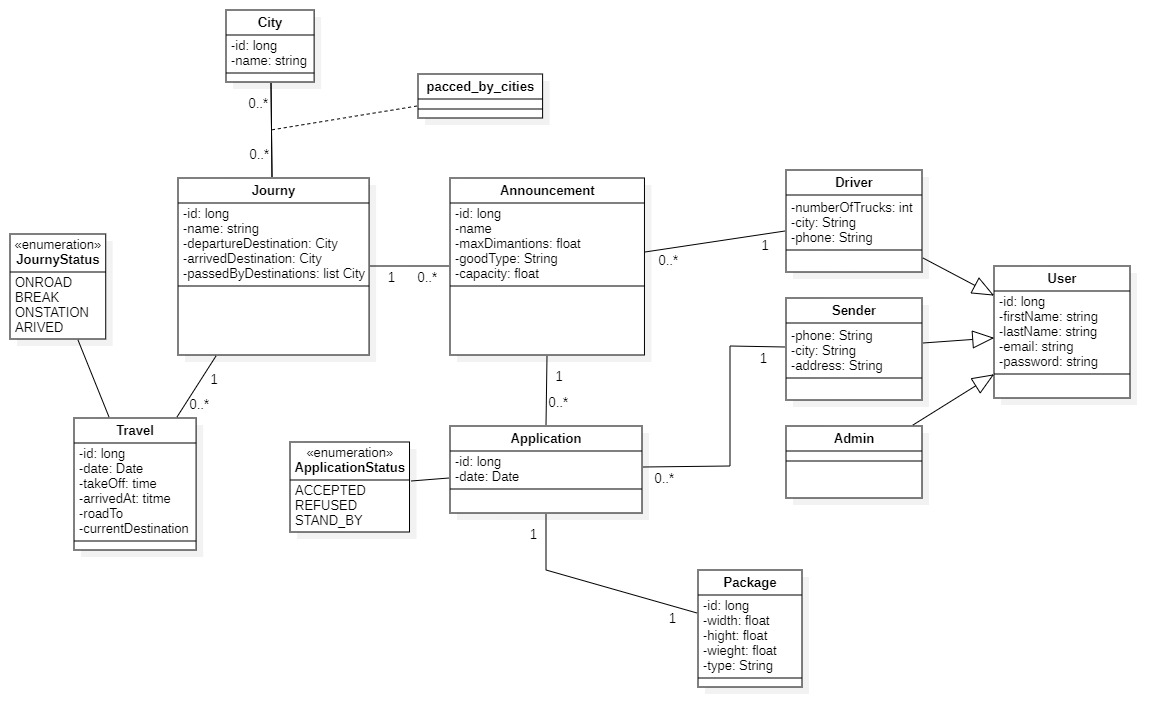 City
-id: long
-name: string
0..*
0..*
pacced_by_cities
Journy
-id: long
-name: string
-departureDestination: City
-arrivedDestination: City
-passedByDestinations: list City
1
0..*
Announcement
-id: long
-name
-maxDimantions: float
-goodType: String
-capacity: float
0..*
1
Driver
-numberOfTrucks: int
-city: String
-phone: String
«enumeration»
JournyStatus
ONROAD
BREAK
ONSTATION
ARIVED
User
-id: long
-firstName: string
-lastName: string
-email: string
-password: string
Sender
-phone: String
-city: String
-address: String
1
1
0..*
1
0..*
Travel
-id: long
-date: Date
-takeOff: time
-arrivedAt: titme
-roadTo
-currentDestination
«enumeration»
ApplicationStatus
ACCEPTED
REFUSED
STAND_BY
Application
-id: long
-date: Date
0..*
Admin
1
1
Package
-id: long
-width: float
-hight: float
-wieght: float
-type: String